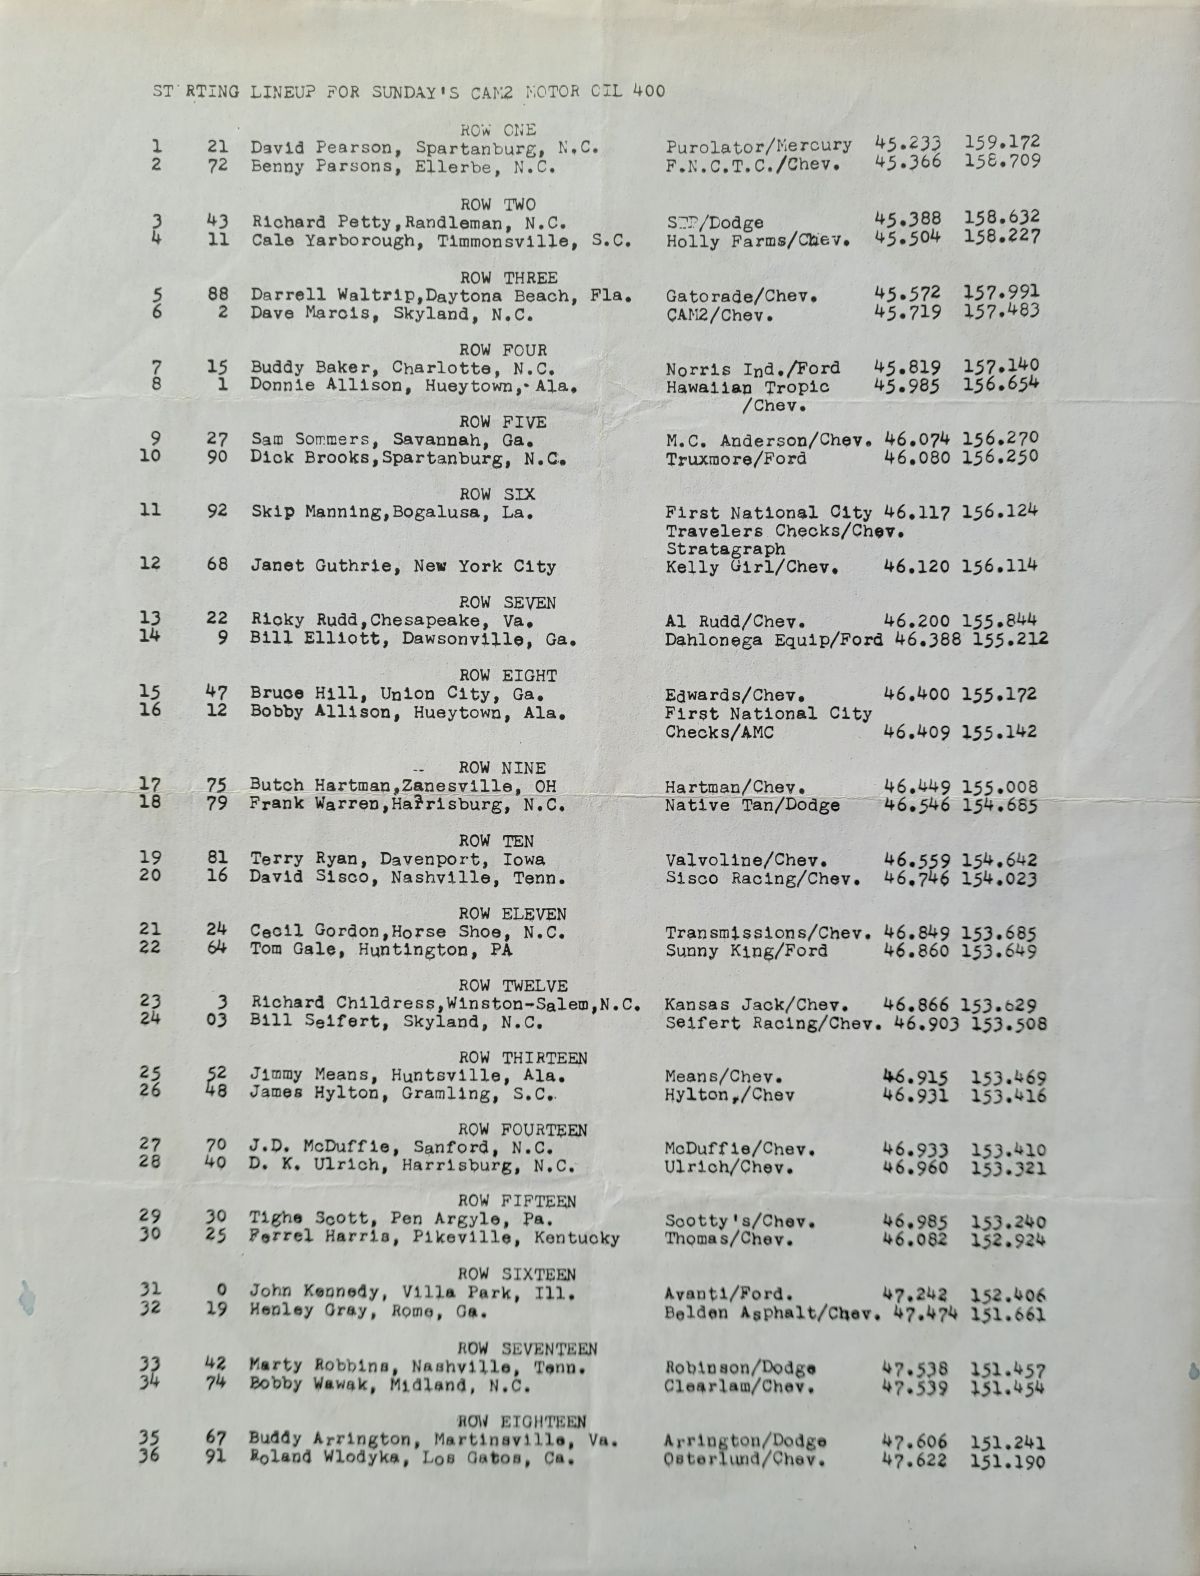 ST RTING LINEUP FOR SUNDAY'S CAM2 MOTOR OIL 400
ROW ONE
1 21 David Pearson, Spartanburg, N.C. Purolator/Mercury 45.233 159.172
2 72 Benny Parsons, Ellerbe, N.C. F.N.C.T.C./Chev. 45.366 158.709
ROW TWO
3 43 Richard Petty,Randleman, N.C. STP/Dodge 45.388 158.632
4 11 Cale Yarborough, Timmonsville, S.C. Holly Farms/Chev. 45.504 158.227
ROW THREE
5 88 Darrell Waltrip,Daytona Beach, Fla. Gatorade/Chev. 45.572 157.991
6 2 Dave Marcis, Skyland, N.C. CAM2/Chev. 45.719 157.483
ROW FOUR
7 15 Buddy Baker, Charlotte, N.C. Norris Ind./Ford 45.819 157.140
8 1 Donnie Allison, Hueytown, Ala. Hawaiian Tropic 45.985 156.654
/Chev.
ROW FIVE
9 27 Sam Sommers, Savannah, Ga. M.C. Anderson/Chev. 46.074 156.270
10 90 Dick Brooks,Spartanburg, N.C. Truxmore/Ford 46.080 156.250
ROW SIX
11 92 Skip Manning,Bogalusa, La. First National City 46.117 156.124
Travelers Checks/Chev.
Stratagraph
12 68 Janet Guthrie, New York City Kelly Girl/Chev. 46.120 156.114
ROW SEVEN
13 22 Ricky Rudd,Chesapeake, Va. Al Rudd/Chev. 46.200 155.844
14 9 Bill Elliott, Dawsonville, Ga. Dahlonega Equip/Ford 46.388 155.212
ROW EIGHT
15 47 Bruce Hill, Union City, Ga. Edwards/Chev. 46.400 155.172
16 12 Bobby Allison, Hueytown, Ala. First National City
Checks/AMC 46.409 155.142
-- ROW NINE
17 75 Butch Hartman,Zanesville, OH Hartman/Chev. 46.449 155.008
18 79 Frank Warren,Harrisburg, N.C. Native Tan/Dodge 46.546 154.685
ROW TEN
19 81 Terry Ryan, Davenport, Iowa Valvoline/Chev. 46.559 154.642
20 16 David Sisco, Nashville, Tenn. Sisco Racing/Chev. 46.746 154.023
ROW ELEVEN
21 24 Cecil Gordon,Horse Shoe, N.C. Transmissions/Chev. 46.849 153.685
22 64 Tom Gale, Huntington, PA Sunny King/Ford 46.860 153.649
ROW TWELVE
23 3 Richard Childress,Winston-Salem,N.C. Kansas Jack/Chev. 46.866 153.629
24 03 Bill Seifert, Skyland, N.C. Seifert Racing/Chev. 46.903 153.508
ROW THIRTEEN
25 52 Jimmy Means, Huntsville, Ala. Means/Chev. 46.915 153.469
26 48 James Hylton, Gramling, S.C. Hylton,/Chev 46.931 153.416
ROW FOURTEEN
27 70 J.D. McDuffie, Sanford, N.C. McDuffie/Chev. 46.933 153.410
28 40 D. K. Ulrich, Harrisburg, N.C. Ulrich/Chev. 46.960 153.321
ROW FIFTEEN
29 30 Tighe Scott, Pen Argyle, Pa. Scotty's/Chev. 46.985 153.240
30 25 Ferrel Harris, Pikeville, Kentucky Thomas/Chev. 46.082 152.924
ROW SIXTEEN
31 0 John Kennedy, Villa Park, Ill. Avanti/Ford. 47.242 152.406
32 19 Henley Gray, Rome, Ga. Belden Asphalt/Chev. 47.474 151.661
ROW SEVENTEEN
33 42 Marty Robbins, Nashville, Tenn. Robinson/Dodge 47.538 151.457
34 74 Bobby Wawak, Midland, N.C. Clearlam/Chev. 47.539 151.454
ROW EIGHTEEN
35 67 Buddy Arrington, Martinsville, Va. Arrington/Dodge 47.606 151.241
36 91 Roland Wlodyka, Los Gatos, Ca. Osterlund/Chev. 47.622 151.190